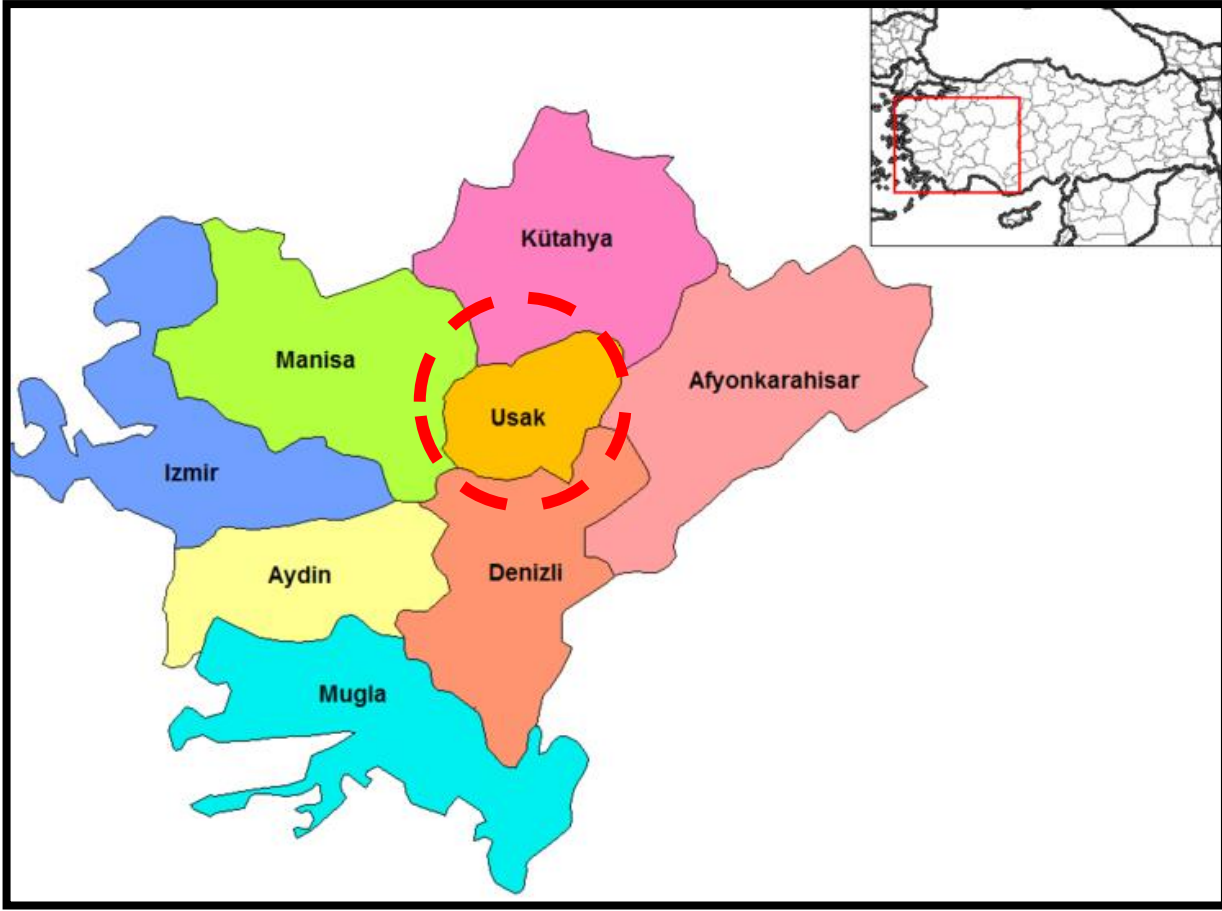 Kütahya
Manisa
Afyonkarahisar
Usak
Izmir
Aydin
Denizli
Mugla